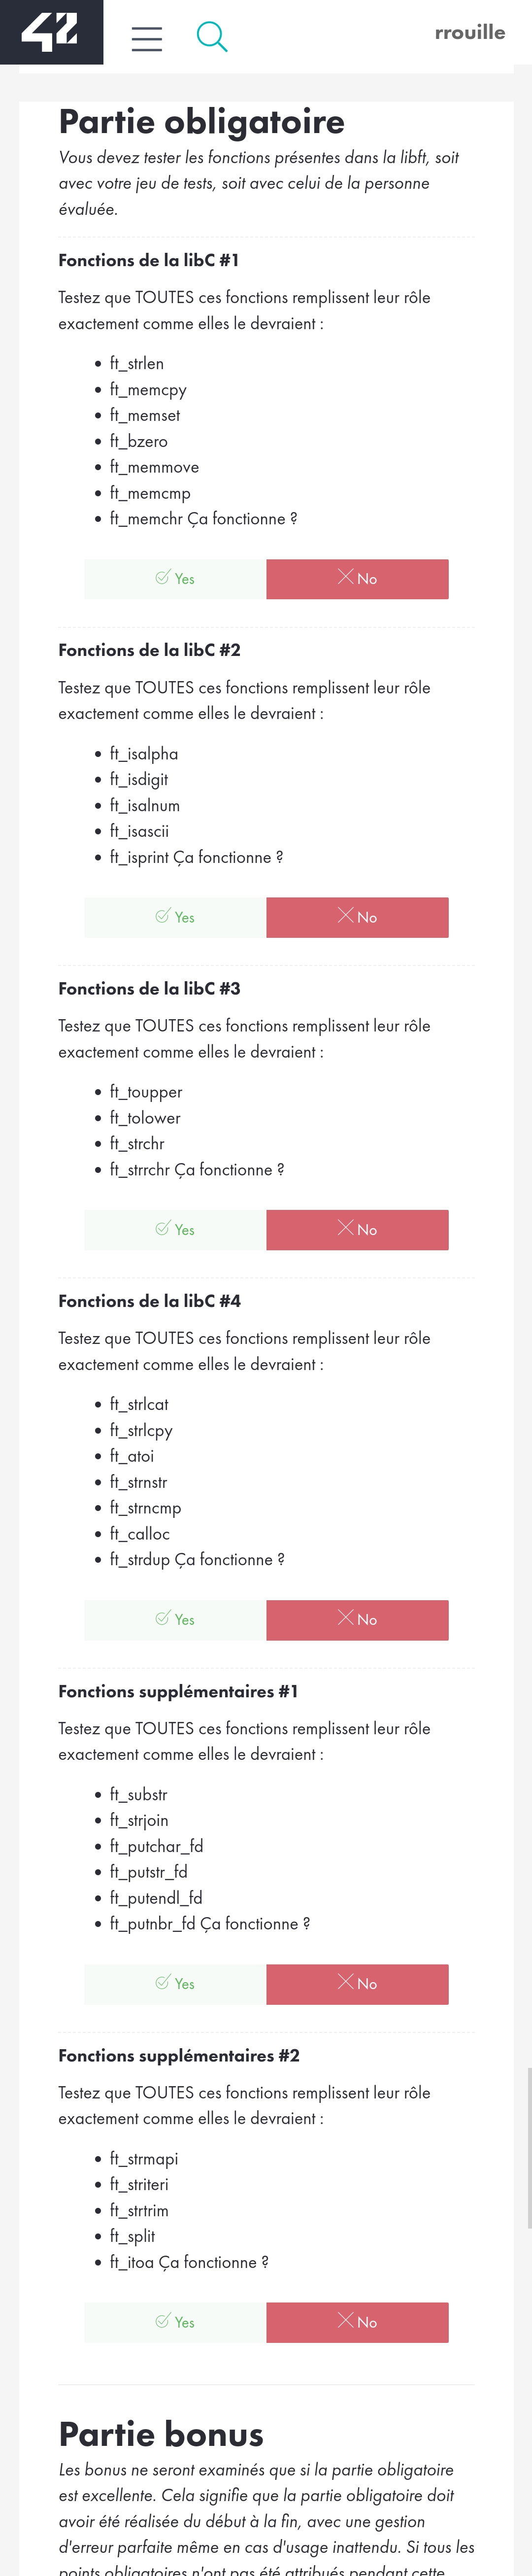 42
rrouille
Partie obligatoire
Vous devez tester les fonctions présentes dans la libft, soit
avec votre jeu de tests, soit avec celui de la personne
évaluée.
Fonctions de la libC #1
Testez que TOUTES ces fonctions remplissent leur rôle
exactement comme elles le devraient :
• ft_strlen
• ft_memcpy
• ft_memset
• ft_bzero
• ft_memmove
• ft_memcmp
• ft_memchr Ça fonctionne ?
Yes No
Fonctions de la libC #2
Testez que TOUTES ces fonctions remplissent leur rôle
exactement comme elles le devraient :
• ft_isalpha
• ft_isdigit
• ft_isalnum
• ft_isascii
• ft_isprint Ça fonctionne ?
Yes No
Fonctions de la libC #3
Testez que TOUTES ces fonctions remplissent leur rôle
exactement comme elles le devraient :
• ft_toupper
• ft_tolower
• ft_strchr
• ft_strrchr Ça fonctionne ?
Yes No
Fonctions de la libC #4
Testez que TOUTES ces fonctions remplissent leur rôle
exactement comme elles le devraient :
• ft_strlcat
• ft_strlcpy
• ft_atoi
• ft_strnstr
• ft_strncmp
• ft_calloc
• ft_strdup Ça fonctionne ?
Yes No
Fonctions supplémentaires #1
Testez que TOUTES ces fonctions remplissent leur rôle
exactement comme elles le devraient :
• ft_substr
• ft_strjoin
• ft_putchar_fd
• ft_putstr_fd
• ft_putendl_fd
• ft_putnbr_fd Ça fonctionne ?
Yes No
Fonctions supplémentaires #2
Testez que TOUTES ces fonctions remplissent leur rôle
exactement comme elles le devraient :
• ft_strmapi
• ft_striteri
• ft_strtrim
• ft_split
• ft_itoa Ça fonctionne ?
Yes No
Partie bonus
Les bonus ne seront examinés que si la partie obligatoire
est excellente. Cela signifie que la partie obligatoire doit
avoir été réalisée du début à la fin, avec une gestion
d'erreur parfaite même en cas d'usage inattendu. Si tous les
points obligatoires n'ont pas été attribués pendant cette